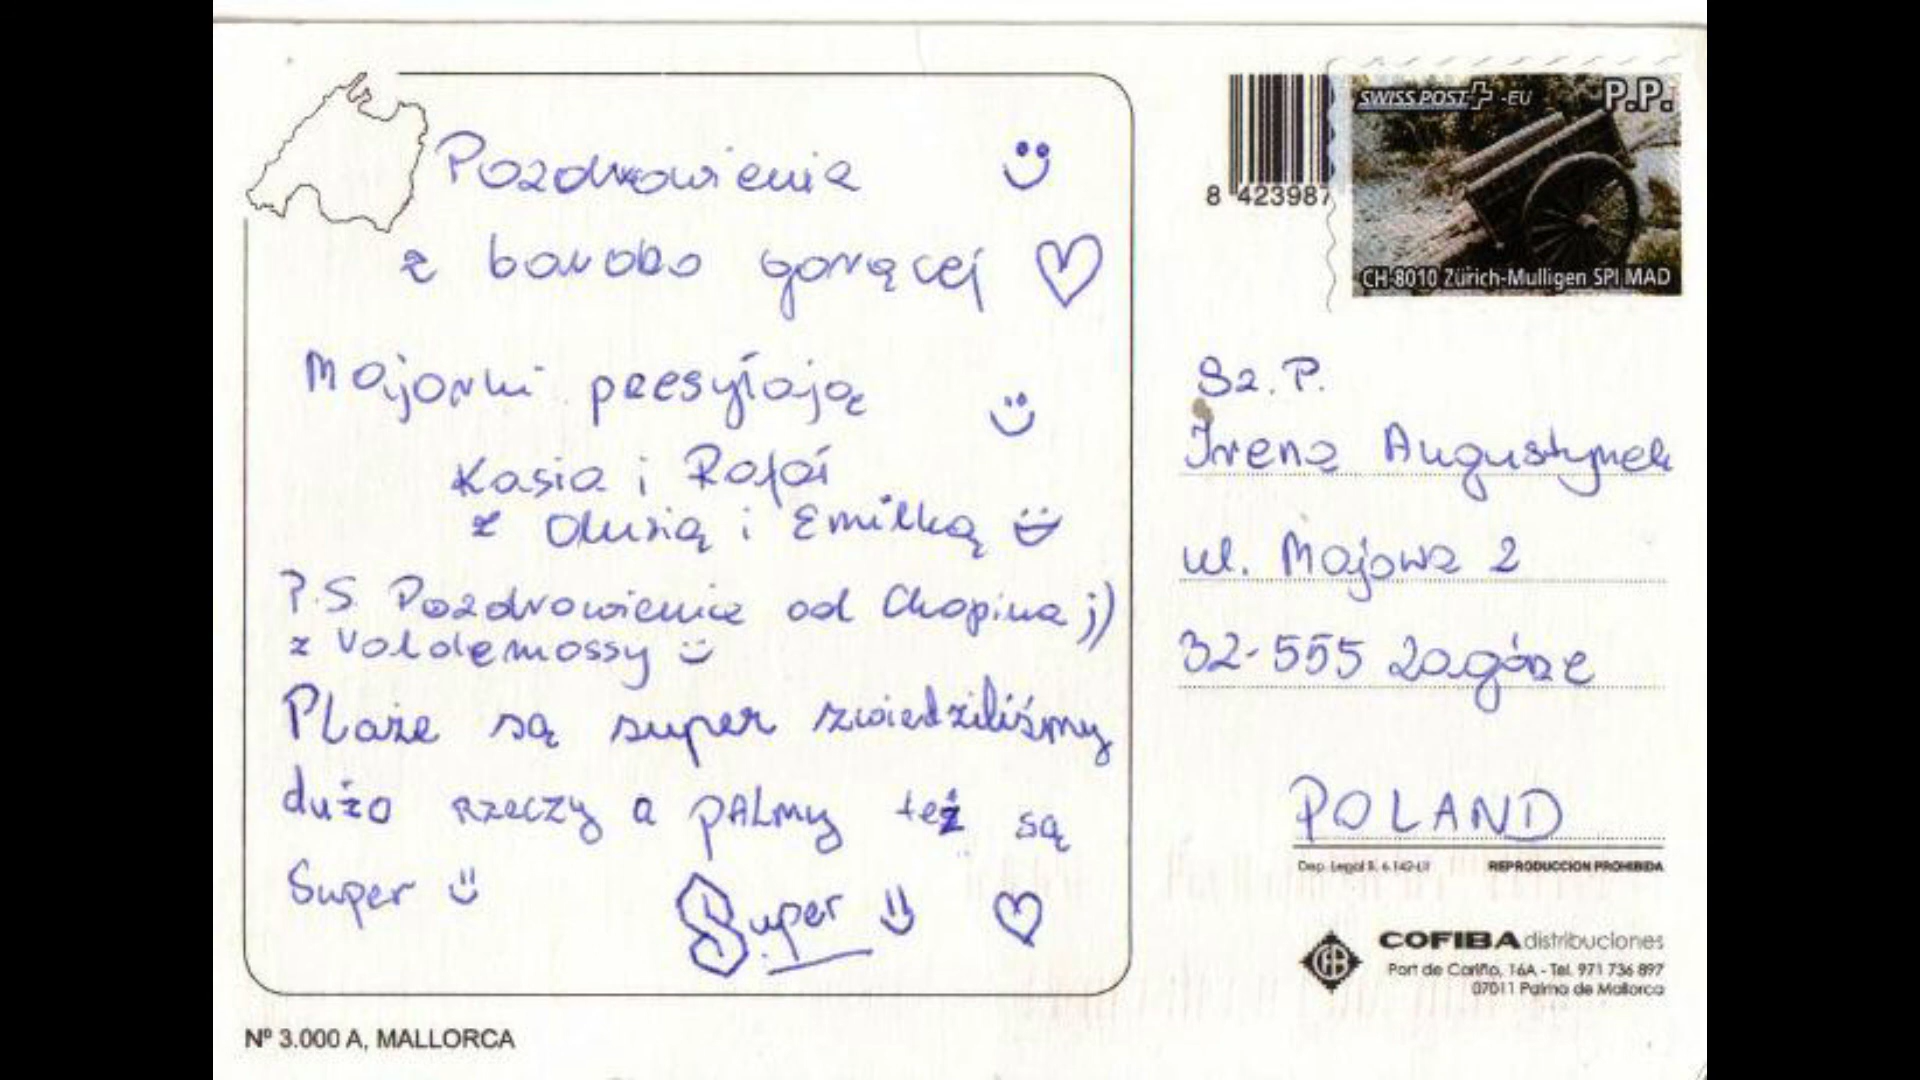 Pozdrowienia
z bardzo gorącej
Majorki przesyłają
Kasia i Rafał
z Olusią i Emilką
P.S. Pozdrowienia od Chopina ;)
z Valdemossy
Plaże są super zwiedziliśmy
dużo rzeczy a pALmy też są
Super
Super
Nº 3.000 A, MALLORCA
8 423987
SWISS POST -EU P.P.
CH-8010 Zürich-Mülligen SPI MAD
Sz. P.
Irena Augustynek
ul. Majowa 2
32-555 Zagórze
POLAND
Dep. Legal B.
REPRODUCCION PROHIBIDA
COFIBA distribuciones
Port de Cariño, 16A - Tel. 971 736 897
07011 Palma de Mallorca